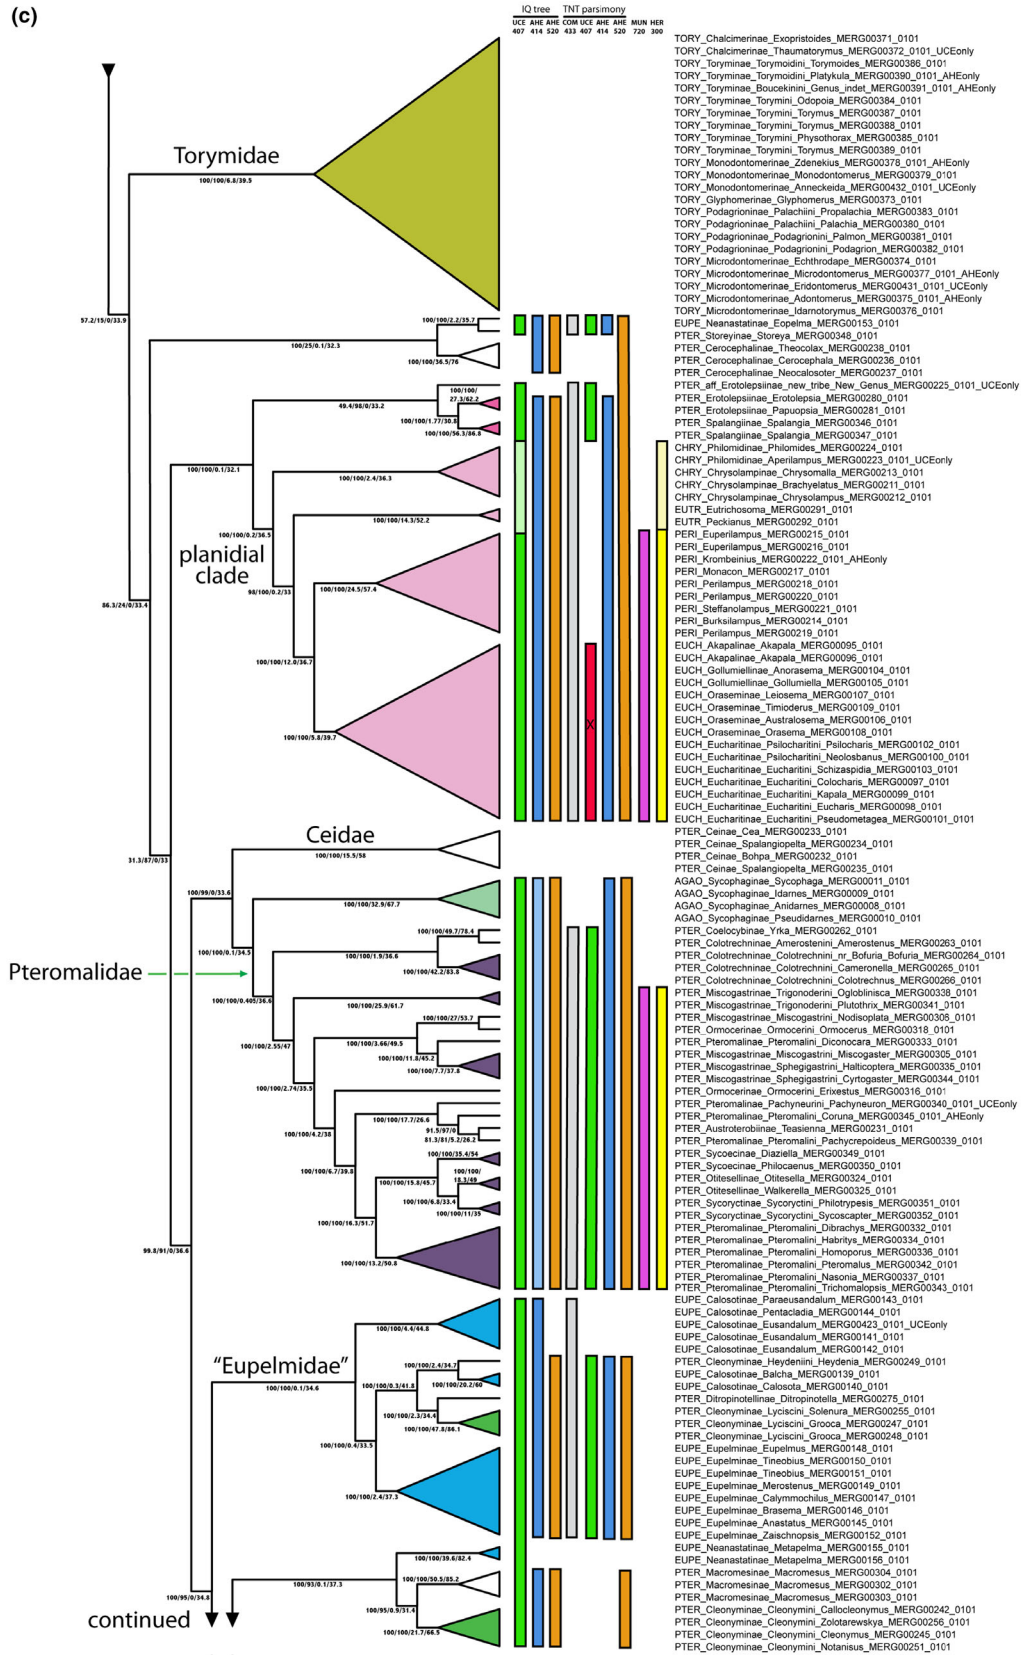 (c)
IQ tree TNT parsimony
UCE AHE AHE COM UCE AHE AHE MUN HER
407 414 520 433 407 414 520 720 300
TORY_Chalcimerinae_Exopristoides_MERG00371_0101
TORY_Chalcimerinae_Thaumatorymus_MERG00372_0101_UCEonly
TORY_Toryminae_Torymoidini_Torymoides_MERG00386_0101
TORY_Toryminae_Torymoidini_Platykula_MERG00390_0101_AHEonly
TORY_Toryminae_Boucekinini_Genus_indet_MERG00391_0101_AHEonly
TORY_Toryminae_Torymini_Odopoia_MERG00384_0101
TORY_Toryminae_Torymini_Torymus_MERG00387_0101
TORY_Toryminae_Torymini_Torymus_MERG00388_0101
TORY_Toryminae_Torymini_Physothorax_MERG00385_0101
TORY_Toryminae_Torymini_Torymus_MERG00389_0101
Torymidae
TORY_Monodontomerinae_Zdenekius_MERG00378_0101_AHEonly
TORY_Monodontomerinae_Monodontomerus_MERG00379_0101
100/100/6.8/39.5
TORY_Monodontomerinae_Anneckeida_MERG00432_0101_UCEonly
TORY_Glyphomerinae_Glyphomerus_MERG00373_0101
TORY_Podagrioninae_Palachiini_Propalachia_MERG00383_0101
TORY_Podagrioninae_Palachiini_Palachia_MERG00380_0101
TORY_Podagrioninae_Podagrionini_Palmon_MERG00381_0101
TORY_Podagrioninae_Podagrionini_Podagrion_MERG00382_0101
TORY_Microdontomerinae_Echthrodape_MERG00374_0101
TORY_Microdontomerinae_Microdontomerus_MERG00377_0101_AHEonly
TORY_Microdontomerinae_Eridontomerus_MERG00431_0101_UCEonly
TORY_Microdontomerinae_Adontomerus_MERG00375_0101_AHEonly
TORY_Microdontomerinae_Idarnotorymus_MERG00376_0101
57.2/15/0/33.9
100/100/2.2/35.7
EUPE_Neanastatinae_Eopelma_MERG00153_0101
PTER_Storeyinae_Storeya_MERG00348_0101
100/25/0.1/32.3
PTER_Cerocephalinae_Theocolax_MERG00238_0101
100/100/36.5/76
PTER_Cerocephalinae_Cerocephala_MERG00236_0101
PTER_Cerocephalinae_Neocalosoter_MERG00237_0101
PTER_aff_Erotolepsiinae_new_tribe_New_Genus_MERG00225_0101_UCEonly
100/100/
27.3/62.2
PTER_Erotolepsiinae_Erotolepsia_MERG00280_0101
49.4/98/0/33.2
PTER_Erotolepsiinae_Papuopsia_MERG00281_0101
100/100/1.77/30.8
PTER_Spalangiinae_Spalangia_MERG00346_0101
100/100/56.3/86.8
PTER_Spalangiinae_Spalangia_MERG00347_0101
CHRY_Philomidinae_Philomides_MERG00224_0101
CHRY_Philomidinae_Aperilampus_MERG00223_0101_UCEonly
100/100/0.1/32.1
CHRY_Chrysolampinae_Chrysomalla_MERG00213_0101
100/100/2.4/36.3
CHRY_Chrysolampinae_Brachyelatus_MERG00211_0101
CHRY_Chrysolampinae_Chrysolampus_MERG00212_0101
EUTR_Eutrichosoma_MERG00291_0101
100/100/14.3/52.2
EUTR_Peckianus_MERG00292_0101
100/100/0.2/36.5
PERI_Euperilampus_MERG00215_0101
PERI_Euperilampus_MERG00216_0101
planidial
clade
PERI_Krombeinius_MERG00222_0101_AHEonly
PERI_Monacon_MERG00217_0101
PERI_Perilampus_MERG00218_0101
98/100/0.2/33
100/100/24.5/57.4
PERI_Perilampus_MERG00220_0101
86.3/24/0/33.4
PERI_Steffanolampus_MERG00221_0101
PERI_Burksilampus_MERG00214_0101
PERI_Perilampus_MERG00219_0101
EUCH_Akapalinae_Akapala_MERG00095_0101
EUCH_Akapalinae_Akapala_MERG00096_0101
100/100/12.0/36.7
EUCH_Gollumiellinae_Anorasema_MERG00104_0101
EUCH_Gollumiellinae_Gollumiella_MERG00105_0101
EUCH_Oraseminae_Leiosema_MERG00107_0101
EUCH_Oraseminae_Timioderus_MERG00109_0101
EUCH_Oraseminae_Australosema_MERG00106_0101
X
EUCH_Oraseminae_Orasema_MERG00108_0101
100/100/5.8/39.7
EUCH_Eucharitinae_Psilocharitini_Psilocharis_MERG00102_0101
EUCH_Eucharitinae_Psilocharitini_Neolosbanus_MERG00100_0101
EUCH_Eucharitinae_Eucharitini_Schizaspidia_MERG00103_0101
EUCH_Eucharitinae_Eucharitini_Colocharis_MERG00097_0101
EUCH_Eucharitinae_Eucharitini_Kapala_MERG00099_0101
EUCH_Eucharitinae_Eucharitini_Eucharis_MERG00098_0101
EUCH_Eucharitinae_Eucharitini_Pseudometagea_MERG00101_0101
Ceidae
PTER_Ceinae_Cea_MERG00233_0101
PTER_Ceinae_Spalangiopelta_MERG00234_0101
100/100/15.5/58
31.3/87/0/33
PTER_Ceinae_Bohpa_MERG00232_0101
PTER_Ceinae_Spalangiopelta_MERG00235_0101
AGAO_Sycophaginae_Sycophaga_MERG00011_0101
100/99/0/33.6
AGAO_Sycophaginae_Idarnes_MERG00009_0101
100/100/32.9/67.7
AGAO_Sycophaginae_Anidarnes_MERG00008_0101
AGAO_Sycophaginae_Pseudidarnes_MERG00010_0101
100/100/49.7/78.4
PTER_Coelocybinae_Yrka_MERG00262_0101
PTER_Colotrechninae_Amerostenini_Amerostenus_MERG00263_0101
100/100/0.1/34.5
100/100/1.9/36.6
PTER_Colotrechninae_Colotrechnini_nr_Bofuria_Bofuria_MERG00264_0101
100/100/42.2/83.8
PTER_Colotrechninae_Colotrechnini_Cameronella_MERG00265_0101
Pteromalidae
PTER_Colotrechninae_Colotrechnini_Colotrechnus_MERG00266_0101
PTER_Miscogastrinae_Trigonoderini_Ogloblinisca_MERG00338_0101
100/100/0.405/36.6
100/100/25.9/61.7
PTER_Miscogastrinae_Trigonoderini_Plutothrix_MERG00341_0101
100/100/27/53.7
PTER_Miscogastrinae_Miscogastrini_Nodisoplata_MERG00306_0101
PTER_Ormocerinae_Ormocerini_Ormocerus_MERG00318_0101
100/100/2.55/47
100/100/3.66/49.5
PTER_Pteromalinae_Pteromalini_Diconocara_MERG00333_0101
100/100/11.8/45.2
PTER_Miscogastrinae_Miscogastrini_Miscogaster_MERG00305_0101
100/100/7.7/37.8
PTER_Miscogastrinae_Sphegigastrini_Halticoptera_MERG00335_0101
PTER_Miscogastrinae_Sphegigastrini_Cyrtogaster_MERG00344_0101
100/100/2.74/35.5
PTER_Ormocerinae_Ormocerini_Erixestus_MERG00316_0101
PTER_Pteromalinae_Pachyneurini_Pachyneuron_MERG00340_0101_UCEonly
100/100/17.7/26.6
PTER_Pteromalinae_Pteromalini_Coruna_MERG00345_0101_AHEonly
100/100/4.2/38
91.5/97/0
PTER_Austroterobiinae_Teasienna_MERG00231_0101
81.3/81/5.2/26.2
PTER_Pteromalinae_Pteromalini_Pachycrepoideus_MERG00339_0101
100/100/35.4/54
PTER_Sycoecinae_Diaziella_MERG00349_0101
PTER_Sycoecinae_Philocaenus_MERG00350_0101
100/100/6.7/39.8
100/100/
18.3/49
100/100/15.8/45.7
PTER_Otitesellinae_Otitesella_MERG00324_0101
PTER_Otitesellinae_Walkerella_MERG00325_0101
100/100/6.8/33.4
PTER_Sycoryctinae_Sycoryctini_Philotrypesis_MERG00351_0101
100/100/11/35
PTER_Sycoryctinae_Sycoryctini_Sycoscapter_MERG00352_0101
100/100/16.3/51.7
PTER_Pteromalinae_Pteromalini_Dibrachys_MERG00332_0101
PTER_Pteromalinae_Pteromalini_Habritys_MERG00334_0101
99.8/91/0/36.6
PTER_Pteromalinae_Pteromalini_Homoporus_MERG00336_0101
100/100/13.2/50.8
PTER_Pteromalinae_Pteromalini_Pteromalus_MERG00342_0101
PTER_Pteromalinae_Pteromalini_Nasonia_MERG00337_0101
PTER_Pteromalinae_Pteromalini_Trichomalopsis_MERG00343_0101
EUPE_Calosotinae_Paraeusandalum_MERG00143_0101
EUPE_Calosotinae_Pentacladia_MERG00144_0101
EUPE_Calosotinae_Eusandalum_MERG00423_0101_UCEonly
100/100/4.4/44.8
EUPE_Calosotinae_Eusandalum_MERG00141_0101
EUPE_Calosotinae_Eusandalum_MERG00142_0101
"Eupelmidae"
100/100/2.4/34.7
PTER_Cleonyminae_Heydeniini_Heydenia_MERG00249_0101
EUPE_Calosotinae_Balcha_MERG00139_0101
100/100/0.1/34.6
100/100/0.3/41.8
100/100/20.2/60
EUPE_Calosotinae_Calosota_MERG00140_0101
PTER_Ditropinotellinae_Ditropinotella_MERG00275_0101
PTER_Cleonyminae_Lyciscini_Solenura_MERG00255_0101
100/100/2.3/34.4
PTER_Cleonyminae_Lyciscini_Grooca_MERG00247_0101
100/100/47.8/86.1
PTER_Cleonyminae_Lyciscini_Grooca_MERG00248_0101
100/100/0.4/33.5
EUPE_Eupelminae_Eupelmus_MERG00148_0101
EUPE_Eupelminae_Tineobius_MERG00150_0101
EUPE_Eupelminae_Tineobius_MERG00151_0101
EUPE_Eupelminae_Merostenus_MERG00149_0101
100/100/2.4/37.3
EUPE_Eupelminae_Calymmochilus_MERG00147_0101
EUPE_Eupelminae_Brasema_MERG00146_0101
EUPE_Eupelminae_Anastatus_MERG00145_0101
EUPE_Eupelminae_Zaischnopsis_MERG00152_0101
EUPE_Neanastatinae_Metapelma_MERG00155_0101
100/100/39.6/82.4
EUPE_Neanastatinae_Metapelma_MERG00156_0101
PTER_Macromesinae_Macromesus_MERG00304_0101
100/93/0.1/37.3
100/100/50.5/85.2
PTER_Macromesinae_Macromesus_MERG00302_0101
100/95/0/34.8
PTER_Macromesinae_Macromesus_MERG00303_0101
100/95/0.9/31.4
PTER_Cleonyminae_Cleonymini_Callocleonymus_MERG00242_0101
continued
PTER_Cleonyminae_Cleonymini_Zolotarewskya_MERG00256_0101
100/100/21.7/66.5
PTER_Cleonyminae_Cleonymini_Cleonymus_MERG00245_0101
PTER_Cleonyminae_Cleonymini_Notanisus_MERG00251_0101